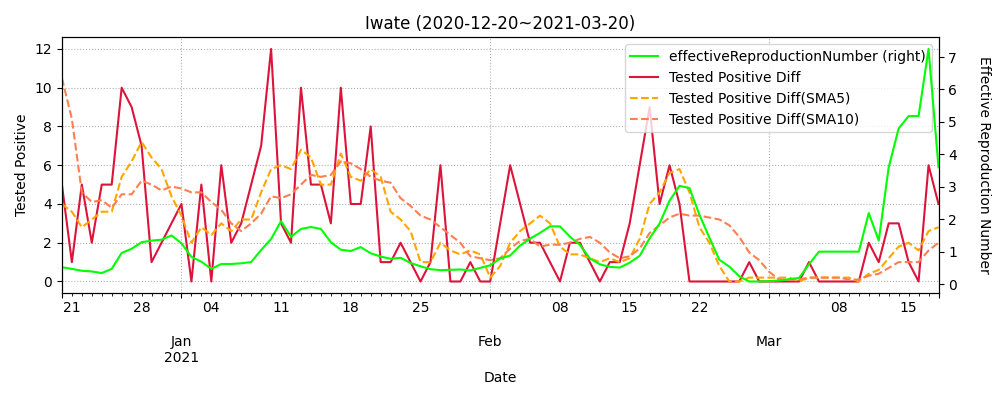 Iwate (2020-12-20~2021-03-20)
effectiveReproductionNumber (right)
Tested Positive Diff
Tested Positive Diff(SMA5)
Tested Positive Diff(SMA10)
Tested Positive
12
10
8
6
4
2
0
Effective Reproduction Number
7
6
5
4
3
2
1
0
21 28 04 11 18 25 08 15 22 08 15
Jan Feb Mar
2021
Date